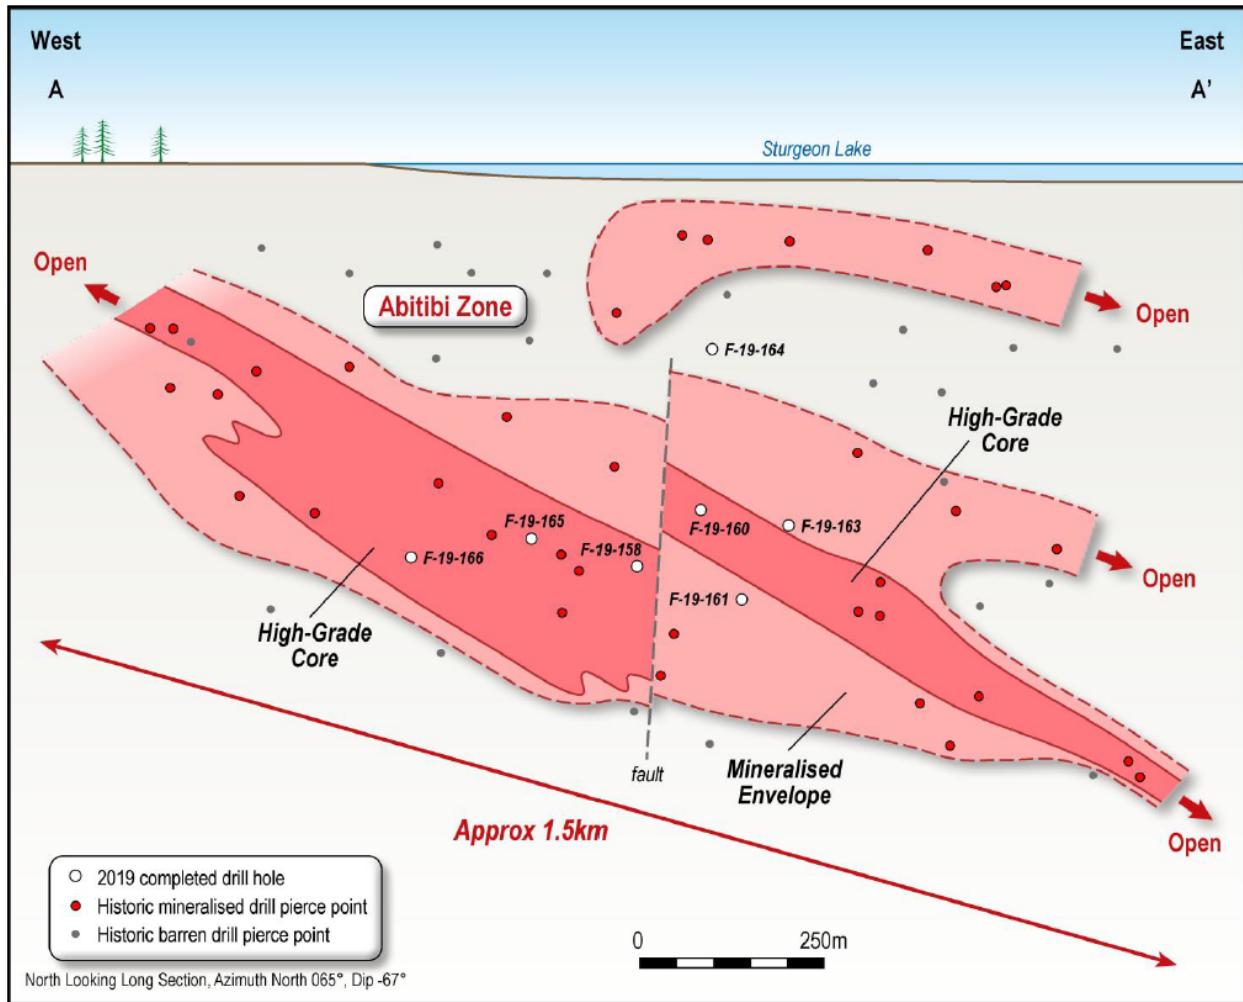 West
East
A
A'
Sturgeon Lake
Open
Abitibi Zone
Open
F-19-164
High-Grade
Core
F-19-165
F-19-160
F-19-163
F-19-166
F-19-158
Open
F-19-161
High-Grade
Core
fault
Mineralised
Envelope
Approx 1.5km
Open
2019 completed drill hole
Historic mineralised drill pierce point
Historic barren drill pierce point
0 250m
North Looking Long Section, Azimuth North 065°, Dip -67°